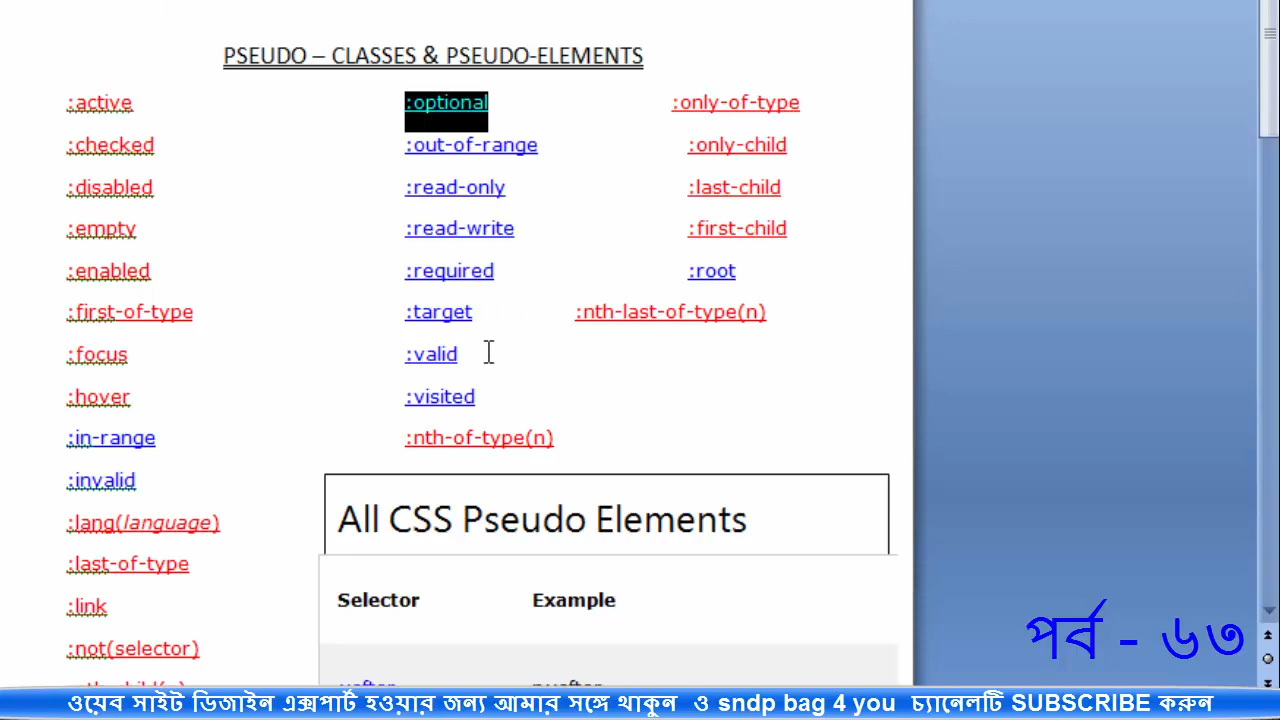 PSEUDO – CLASSES & PSEUDO-ELEMENTS
:active :optional :only-of-type
:checked :out-of-range :only-child
:disabled :read-only :last-child
:empty :read-write :first-child
:enabled :required :root
:first-of-type :target :nth-last-of-type(n)
:focus :valid
:hover :visited
:in-range :nth-of-type(n)
:invalid
All CSS Pseudo Elements
:lang(language)
:last-of-type
:link Selector Example
:not(selector)
পর্ব - ৬৩
ওয়েব সাইট ডিজাইন এক্সপার্ট হওয়ার জন্য আমার সঙ্গে থাকুন ও sndp bag 4 you চ্যানেলটি SUBSCRIBE করুন